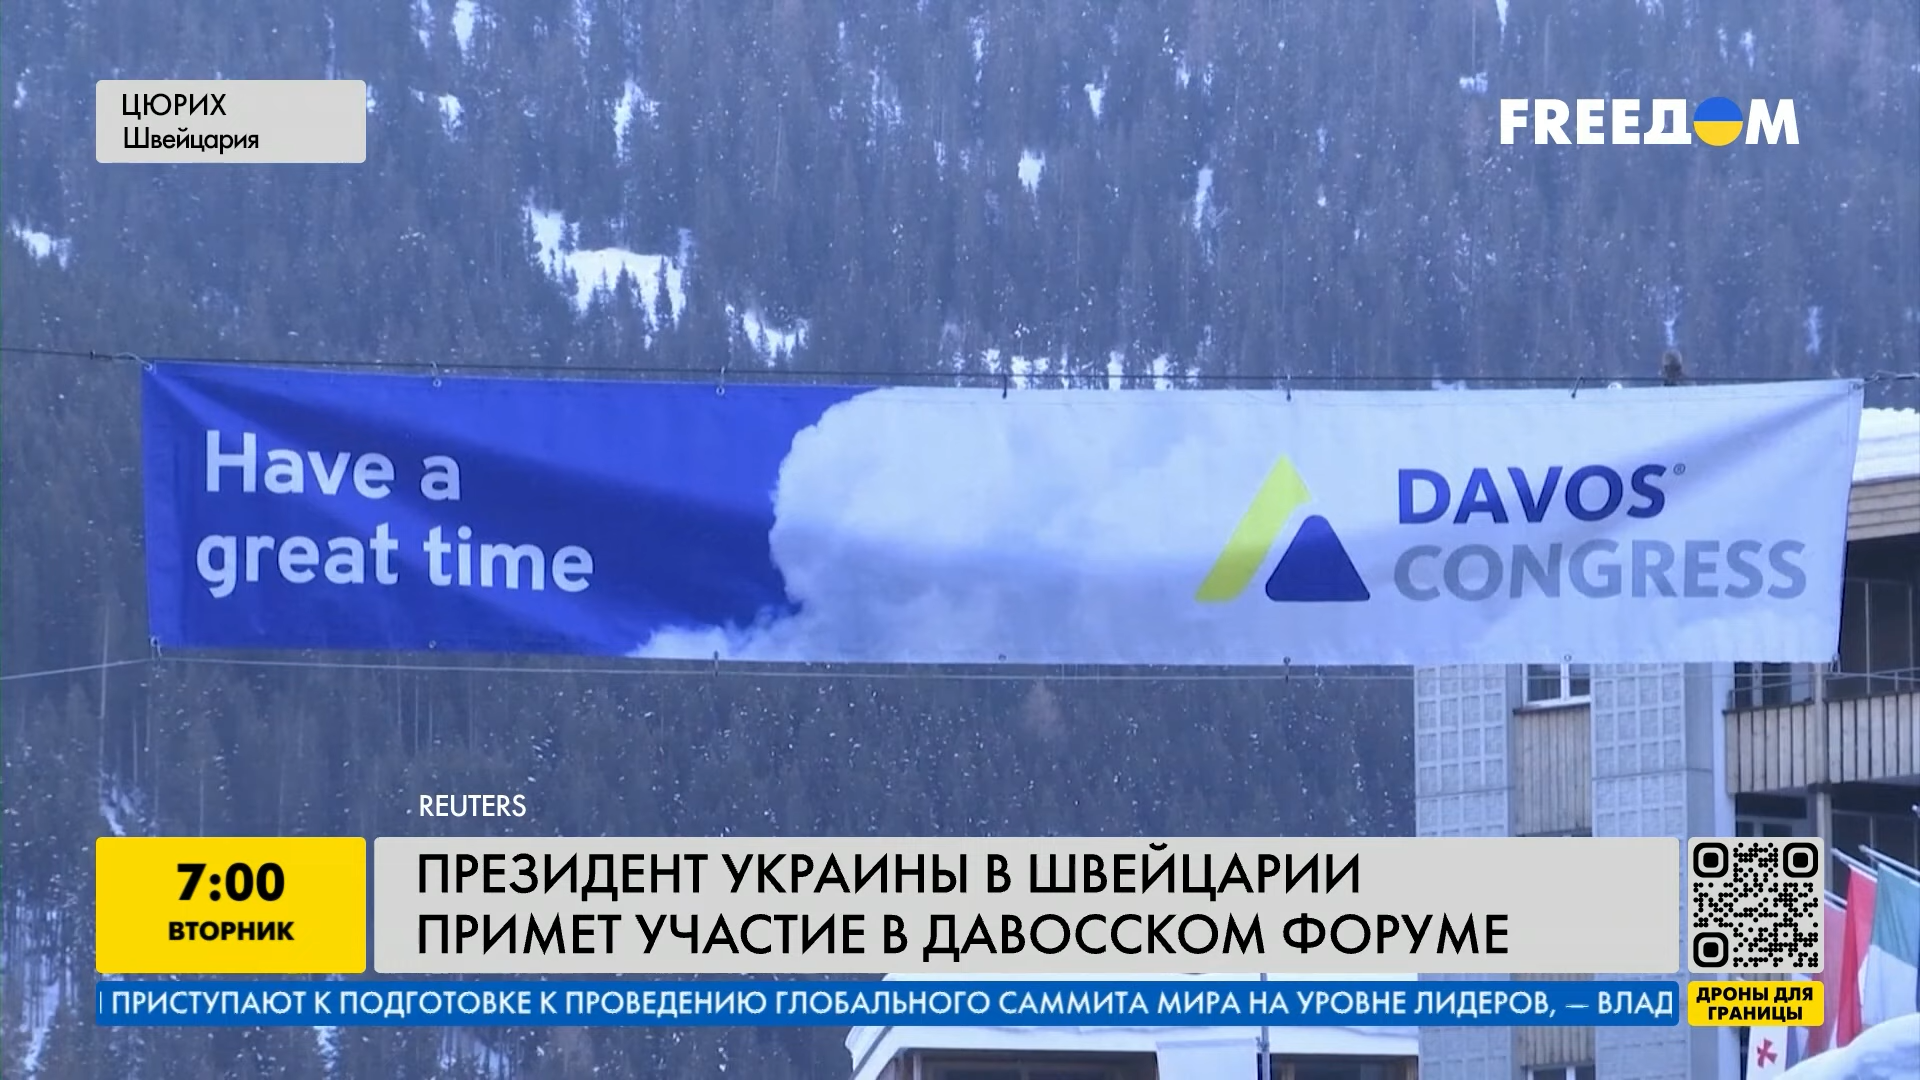 ЦЮРИХ
Швейцария
FREEДОМ
Have a
great time
DAVOS®
CONGRESS
REUTERS
7:00
ВТОРНИК
ПРЕЗИДЕНТ УКРАИНЫ В ШВЕЙЦАРИИ
ПРИМЕТ УЧАСТИЕ В ДАВОССКОМ ФОРУМЕ
ПРИСТУПАЮТ К ПОДГОТОВКЕ К ПРОВЕДЕНИЮ ГЛОБАЛЬНОГО САММИТА МИРА НА УРОВНЕ ЛИДЕРОВ, — ВЛАД
ДРОНЫ ДЛЯ
ГРАНИЦЫ